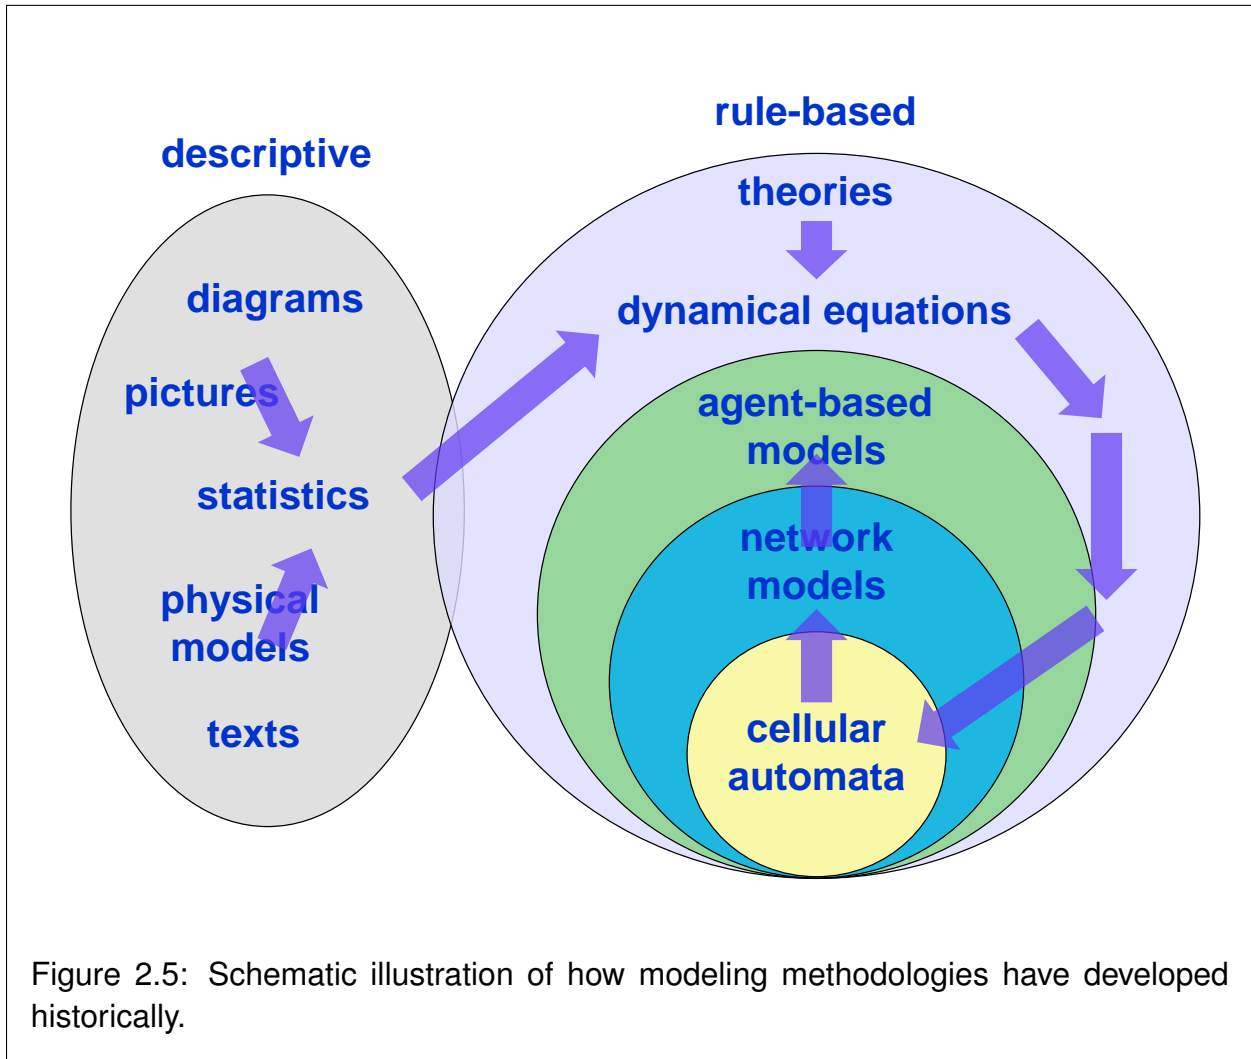 descriptive
diagrams
pictures
statistics
physical
models
texts
rule-based
theories
dynamical equations
agent-based
models
network
models
cellular
automata
Figure 2.5: Schematic illustration of how modeling methodologies have developed
historically.